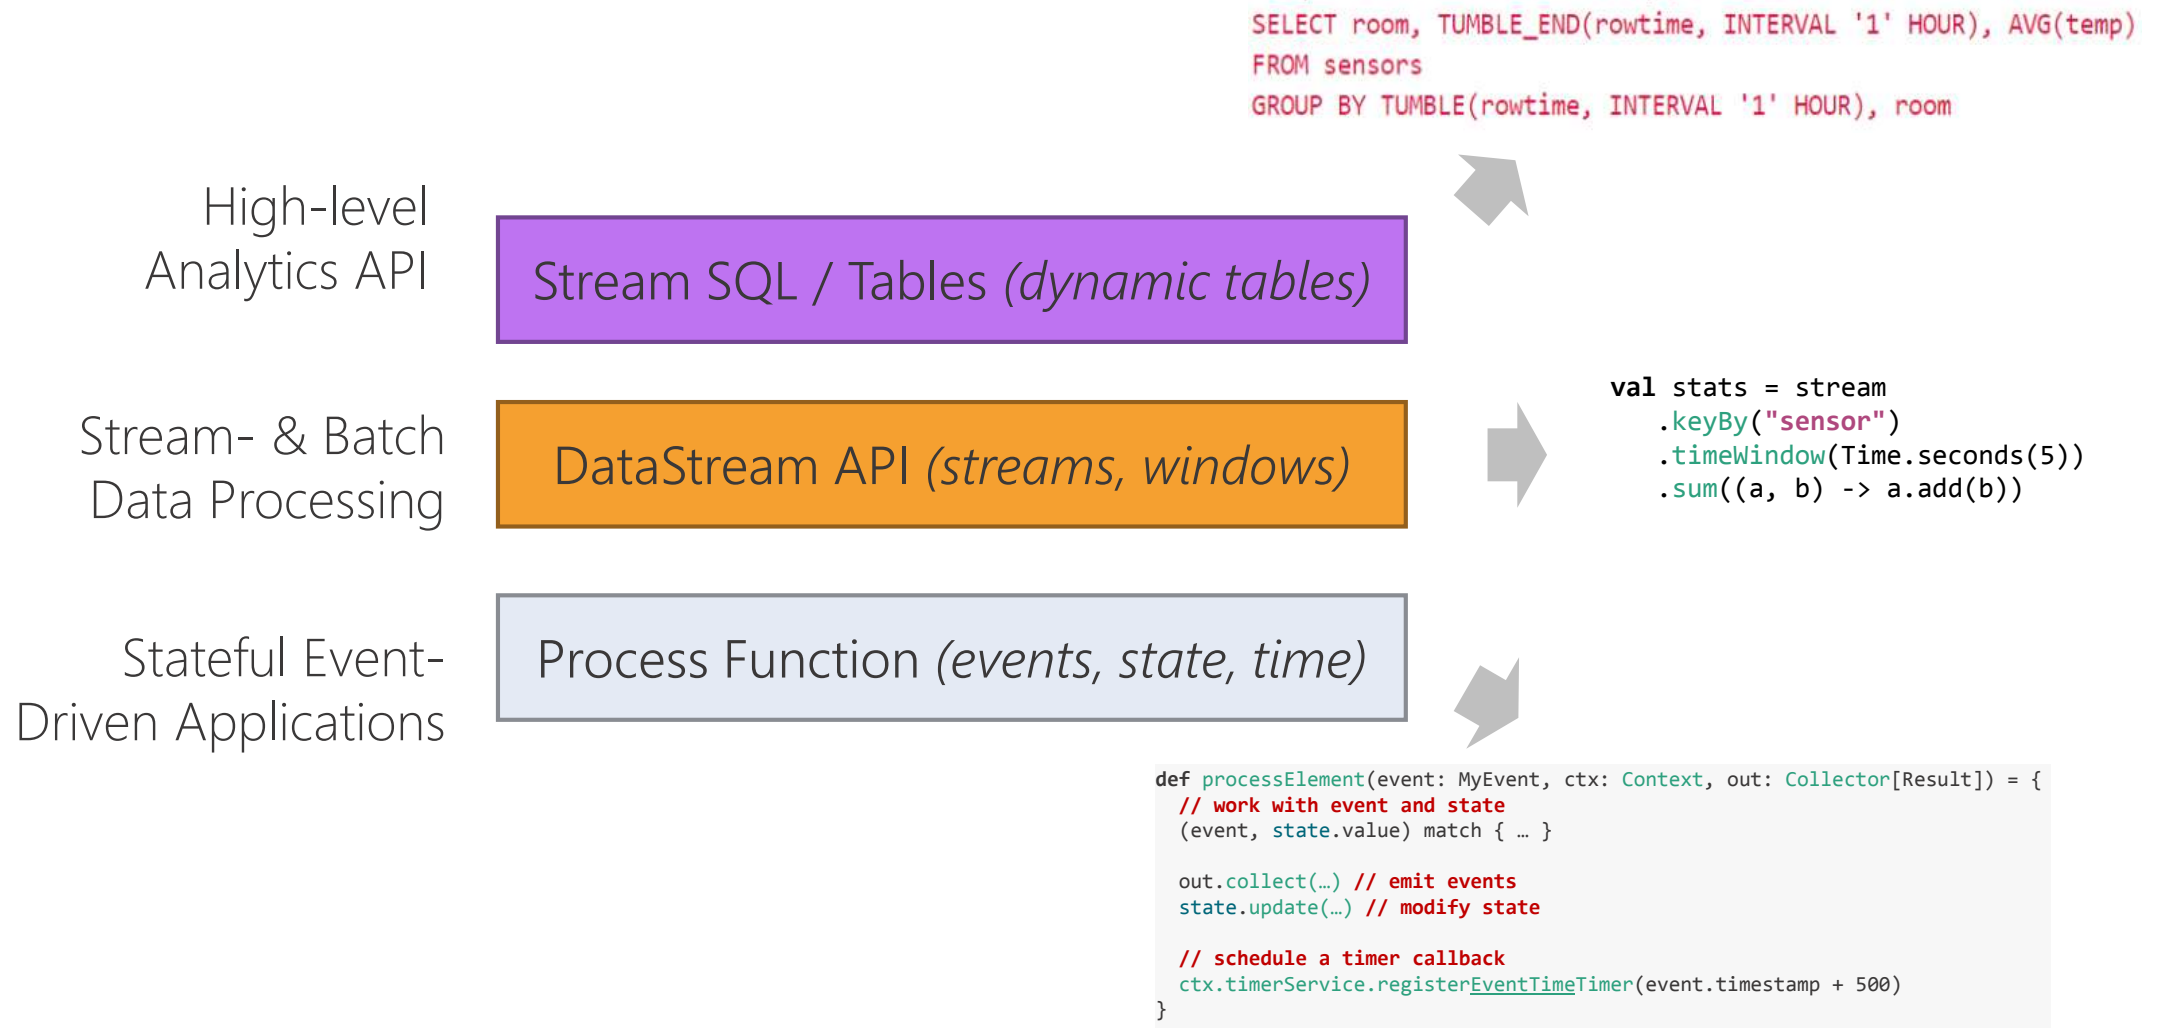 SELECT room, TUMBLE_END(rowtime, INTERVAL '1' HOUR), AVG(temp)
FROM sensors
GROUP BY TUMBLE(rowtime, INTERVAL '1' HOUR), room
High-level
Analytics API
Stream SQL / Tables (dynamic tables)
Stream- & Batch
Data Processing
DataStream API (streams, windows)
val stats = stream
.keyBy("sensor")
.timeWindow(Time.seconds(5))
.sum((a, b) -> a.add(b))
Stateful Event-
Driven Applications
Process Function (events, state, time)
def processElement(event: MyEvent, ctx: Context, out: Collector[Result]) = {
// work with event and state
(event, state.value) match { … }
out.collect(…) // emit events
state.update(…) // modify state
// schedule a timer callback
ctx.timerService.registerEventTimeTimer(event.timestamp + 500)
}